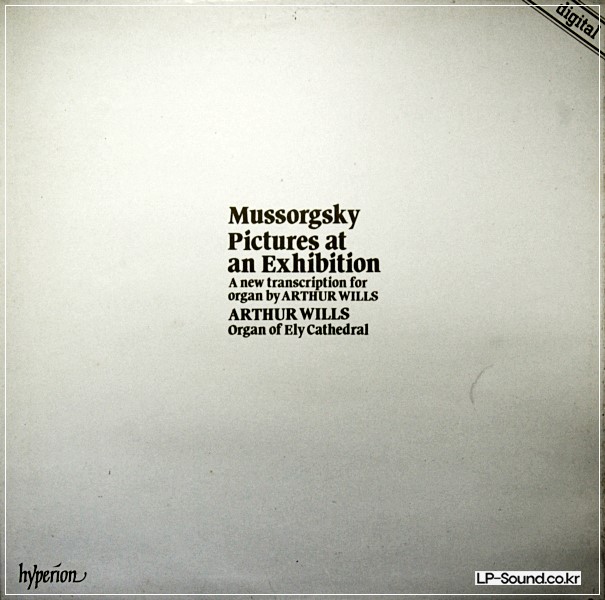 digital
Mussorgsky
Pictures at
an Exhibition
A new transcription for
organ by ARTHUR WILLS
ARTHUR WILLS
Organ of Ely Cathedral
hyperion
LP-Sound.co.kr